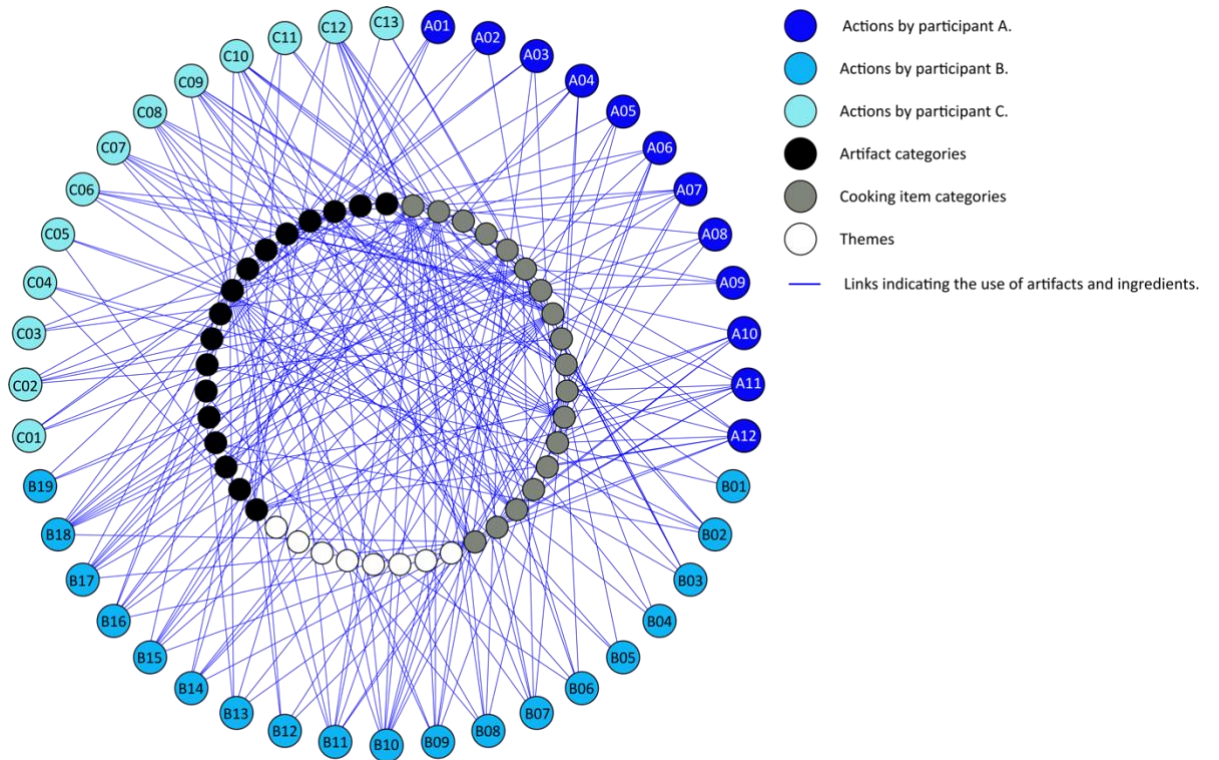 C13
A01
C12
A02
C11
A03
C10
A04
C09
A05
C08
A06
C07
A07
C06
A08
C05
A09
C04
A10
C03
A11
C02
A12
C01
B01
B19
B02
B18
B03
B17
B04
B16
B05
B15
B06
B14
B07
B13
B08
B12
B09
B11
B10
Actions by participant A.
Actions by participant B.
Actions by participant C.
Artifact categories
Cooking item categories
Themes
Links indicating the use of artifacts and ingredients.